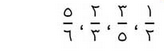 ١/٢ ، ٣/٥ ، ٢/٣ ، ٥/٦